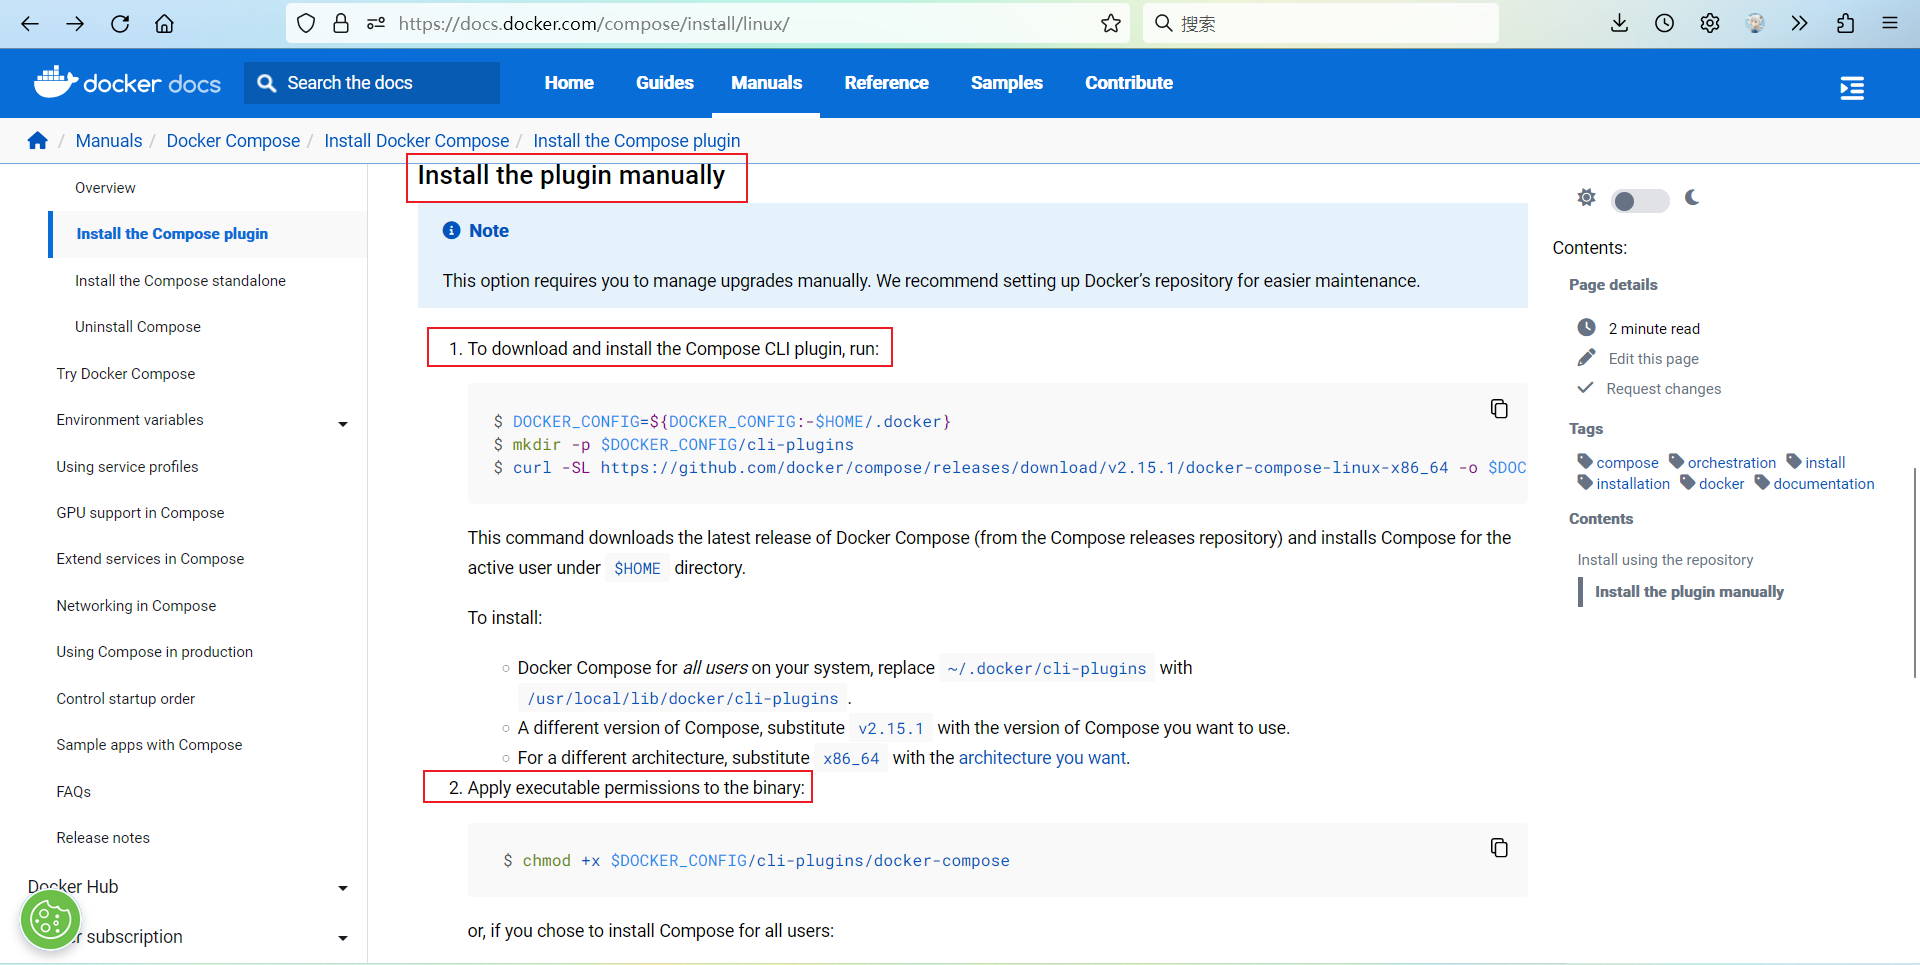 https://docs.docker.com/compose/install/linux/
搜索
docker docs
Search the docs
Home
Guides
Manuals
Reference
Samples
Contribute
/ Manuals / Docker Compose / Install Docker Compose / Install the Compose plugin
Overview
Install the Compose plugin
Install the Compose standalone
Uninstall Compose
Try Docker Compose
Environment variables
Using service profiles
GPU support in Compose
Extend services in Compose
Networking in Compose
Using Compose in production
Control startup order
Sample apps with Compose
FAQs
Release notes
Docker Hub
r subscription
Install the plugin manually
Note
This option requires you to manage upgrades manually. We recommend setting up Docker’s repository for easier maintenance.
1. To download and install the Compose CLI plugin, run:
$ DOCKER_CONFIG=${DOCKER_CONFIG:-$HOME/.docker}
$ mkdir -p $DOCKER_CONFIG/cli-plugins
$ curl -SL https://github.com/docker/compose/releases/download/v2.15.1/docker-compose-linux-x86_64 -o $DOC
This command downloads the latest release of Docker Compose (from the Compose releases repository) and installs Compose for the
active user under $HOME directory.
To install:
○ Docker Compose for all users on your system, replace ~/.docker/cli-plugins with
/usr/local/lib/docker/cli-plugins .
○ A different version of Compose, substitute v2.15.1 with the version of Compose you want to use.
○ For a different architecture, substitute x86_64 with the architecture you want.
2. Apply executable permissions to the binary:
$ chmod +x $DOCKER_CONFIG/cli-plugins/docker-compose
or, if you chose to install Compose for all users:
Contents:
Page details
2 minute read
Edit this page
Request changes
Tags
compose orchestration install
installation docker documentation
Contents
Install using the repository
Install the plugin manually